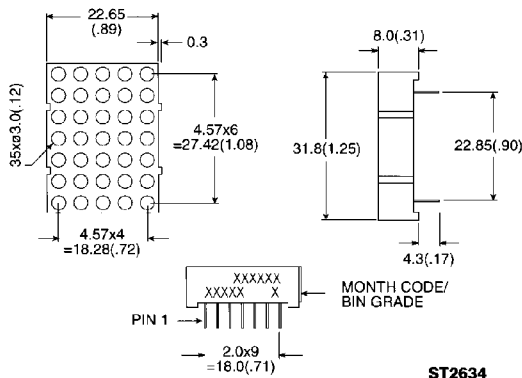 22.65
(.89)
0.3
8.0(.31)
35xø3.0(.12)
4.57x6
=27.42(1.08)
31.8(1.25)
22.85(.90)
4.57x4
=18.28(.72)
4.3(.17)
XXXXXX
XXXXX X
MONTH CODE/
BIN GRADE
PIN 1
2.0x9
=18.0(.71)
ST2634